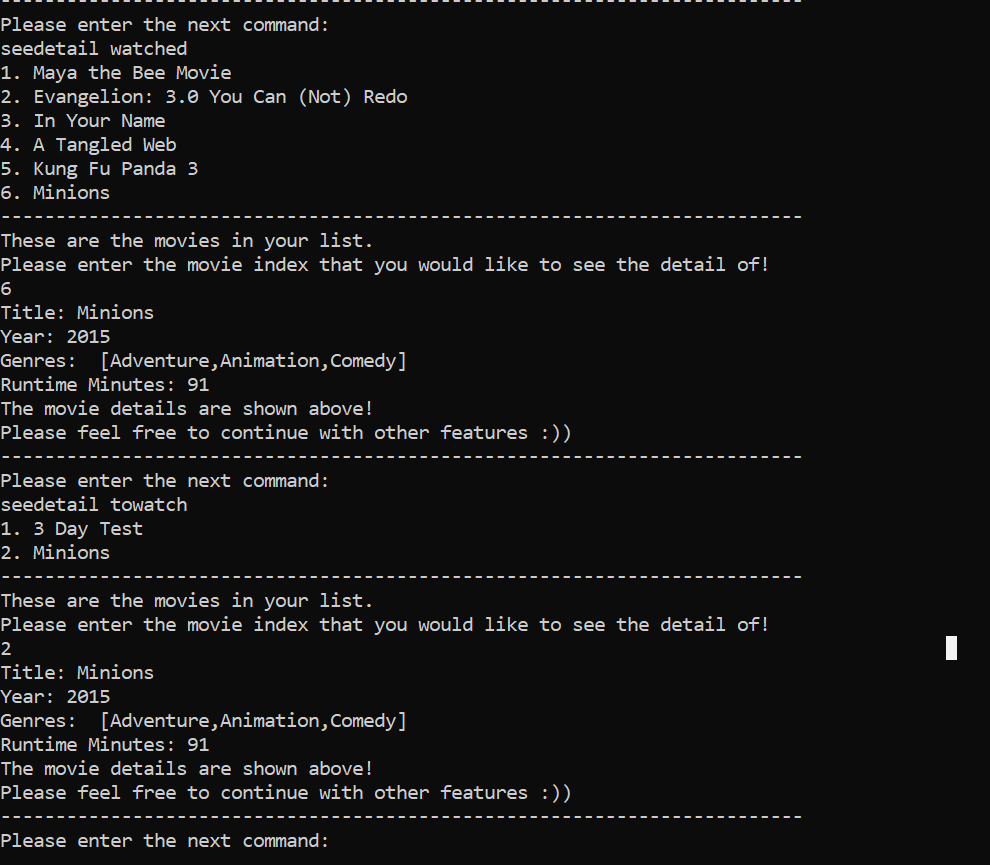 -------------------------------------------------------------------------
Please enter the next command:
seedetail watched
1. Maya the Bee Movie
2. Evangelion: 3.0 You Can (Not) Redo
3. In Your Name
4. A Tangled Web
5. Kung Fu Panda 3
6. Minions
-------------------------------------------------------------------------
These are the movies in your list.
Please enter the movie index that you would like to see the detail of!
6
Title: Minions
Year: 2015
Genres:  [Adventure,Animation,Comedy]
Runtime Minutes: 91
The movie details are shown above!
Please feel free to continue with other features :))
-------------------------------------------------------------------------
Please enter the next command:
seedetail towatch
1. 3 Day Test
2. Minions
-------------------------------------------------------------------------
These are the movies in your list.
Please enter the movie index that you would like to see the detail of!
2
Title: Minions
Year: 2015
Genres:  [Adventure,Animation,Comedy]
Runtime Minutes: 91
The movie details are shown above!
Please feel free to continue with other features :))
-------------------------------------------------------------------------
Please enter the next command: